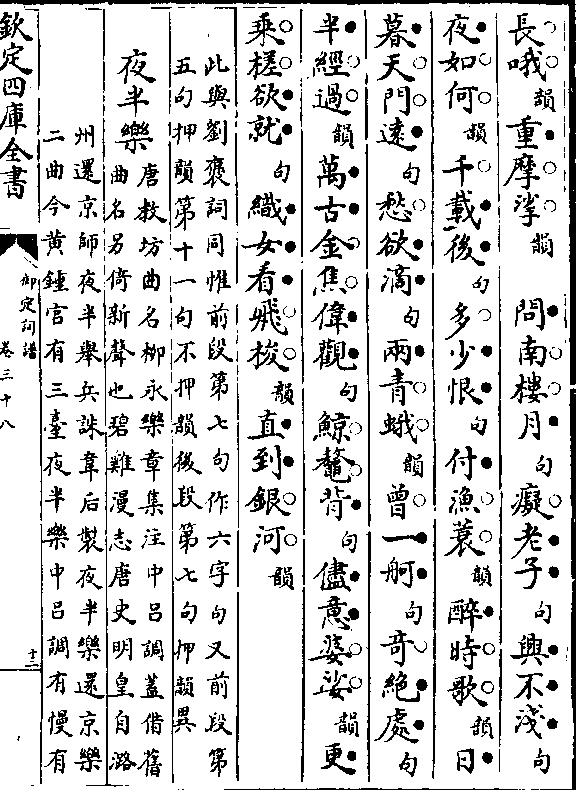 長哦韻重摩挲韻　問南樓月句癡老子句興不淺句
夜如何韻千載後句多少恨句付漁蓑韻醉時歌韻日
暮天門遠句愁欲滴句兩青蛾韻曾一舸句奇絶處句
半經過韻萬古金焦偉觀句鯨鼇背句儘意婆娑韻更
乘槎欲就句織女看飛梭韻直到銀河韻
此與劉褒詞同惟前段第七句作六字句又前段第
五句押韻第十一句不押韻後段第七句押韻異
夜半樂
唐教坊曲名柳永樂章集注中吕調蓋借舊
曲名另倚新聲也碧雞漫志唐史明皇自潞
州還京師夜半舉兵誅韋后製夜半樂還京樂
二曲今黄鍾宫有三臺夜半樂中吕調有慢有
欽定四庫全書
御定詞譜
卷三十八
十二